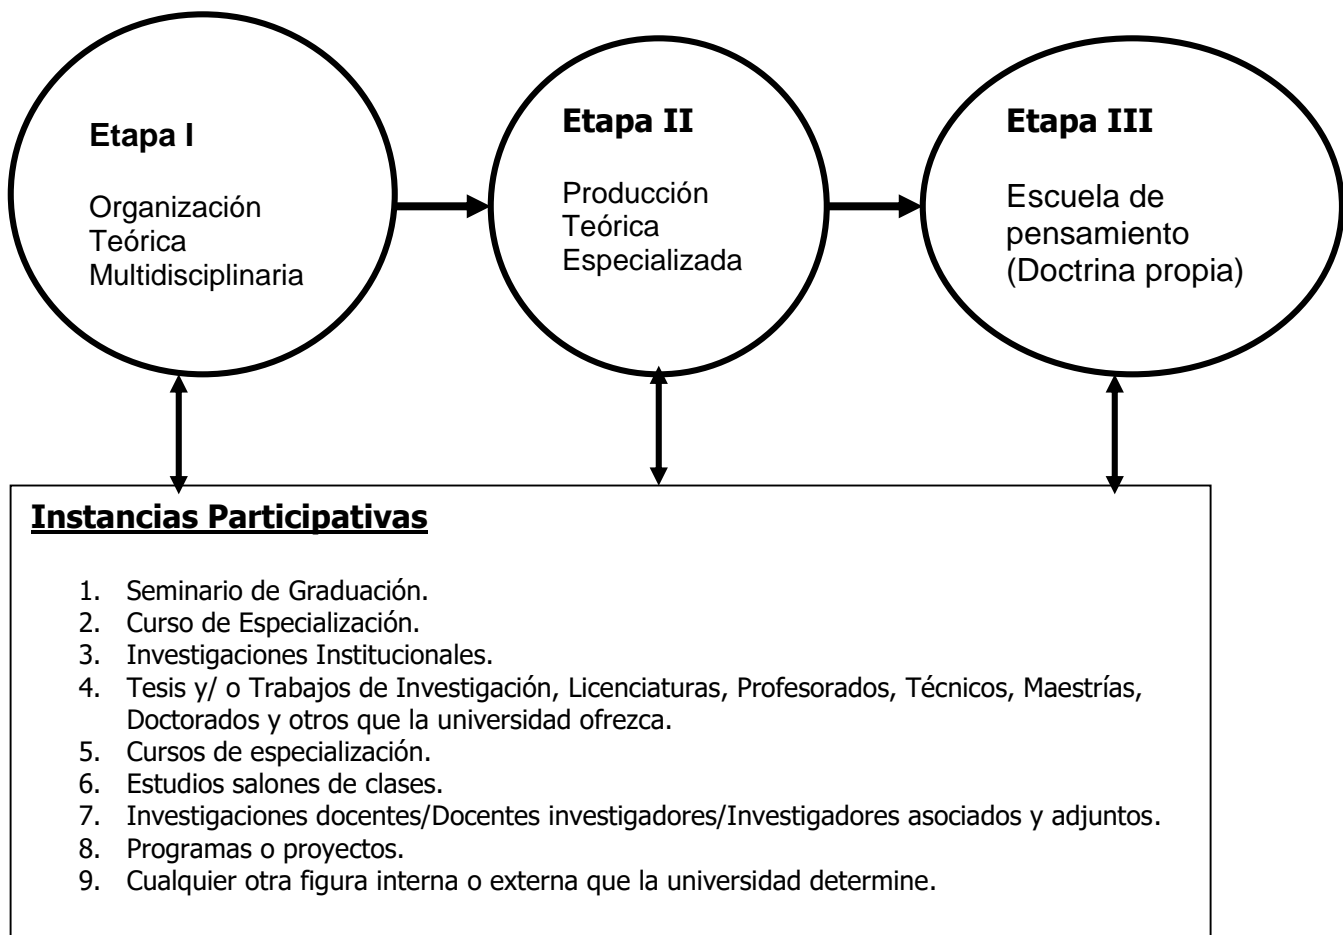 Etapa I
Organización
Teórica
Multidisciplinaria
Etapa II
Producción
Teórica
Especializada
Etapa III
Escuela de
pensamiento
(Doctrina propia)
Instancias Participativas
1. Seminario de Graduación.
2. Curso de Especialización.
3. Investigaciones Institucionales.
4. Tesis y/ o Trabajos de Investigación, Licenciaturas, Profesorados, Técnicos, Maestrías,
Doctorados y otros que la universidad ofrezca.
5. Cursos de especialización.
6. Estudios salones de clases.
7. Investigaciones docentes/Docentes investigadores/Investigadores asociados y adjuntos.
8. Programas o proyectos.
9. Cualquier otra figura interna o externa que la universidad determine.